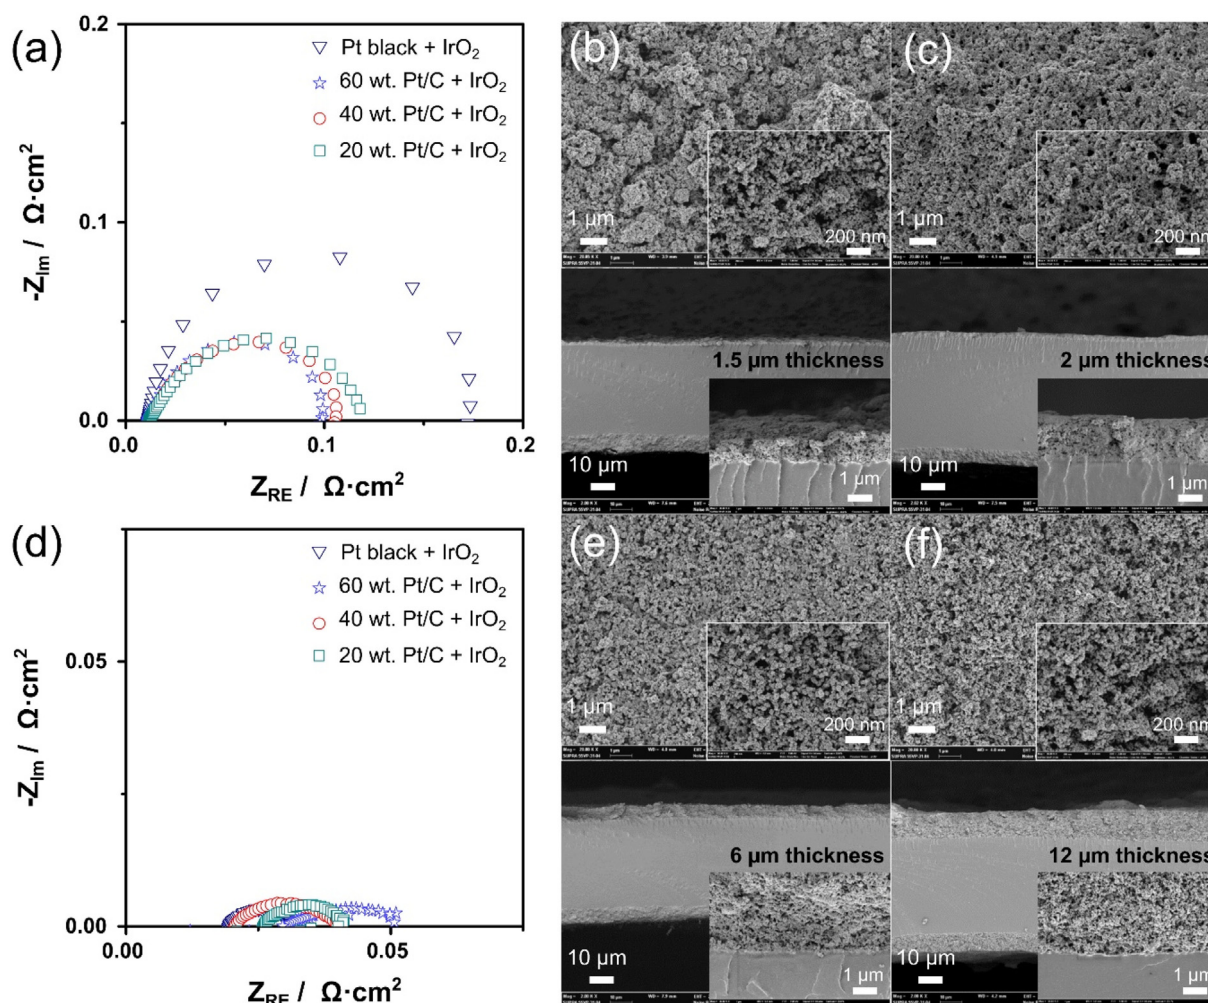 (a)
0.2
0.1
0.0
0.0
0.1
0.2
-Z_Im / Ω·cm²
Z_RE / Ω·cm²
Pt black + IrO₂
60 wt. Pt/C + IrO₂
40 wt. Pt/C + IrO₂
20 wt. Pt/C + IrO₂
(b)
1 µm
200 nm
1.5 µm thickness
10 µm
1 µm
(c)
1 µm
200 nm
2 µm thickness
10 µm
1 µm
(d)
0.05
0.00
0.00
0.05
-Z_Im / Ω·cm²
Z_RE / Ω·cm²
Pt black + IrO₂
60 wt. Pt/C + IrO₂
40 wt. Pt/C + IrO₂
20 wt. Pt/C + IrO₂
(e)
1 µm
200 nm
6 µm thickness
10 µm
1 µm
(f)
1 µm
200 nm
12 µm thickness
10 µm
1 µm